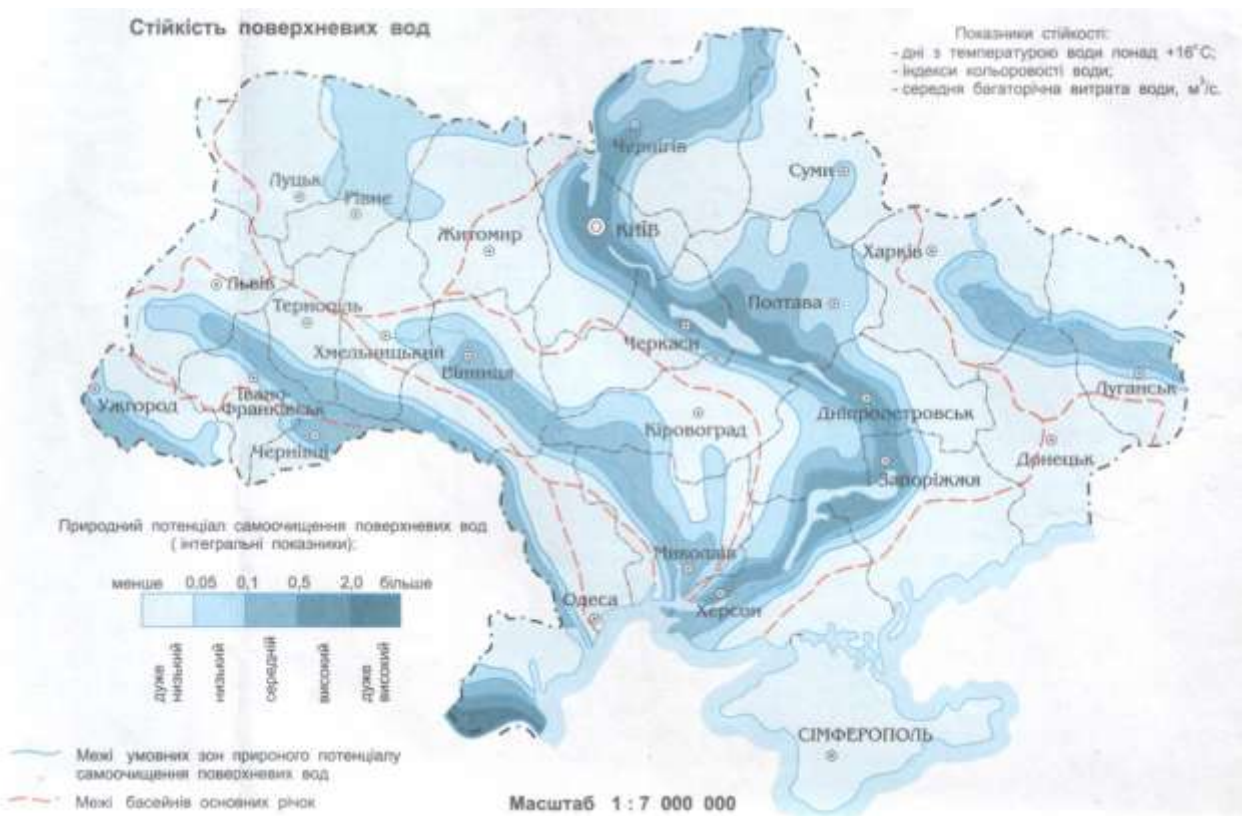 Стійкість поверхневих вод
Показники стійкості:
- дні з температурою води понад +16°С;
- індекси кольоровості води;
- середня багаторічна витрата води, м³/с.
Чернігів
Суми
Луцьк
Рівне
КИЇВ
Житомир
Харків
Львів
Тернопіль
Полтава
Хмельницький
Черкаси
Вінниця
Луганськ
Ужгород
Івано-
Франківськ
Дніпропетровськ
Кіровоград
Чернівці
Донецьк
Запоріжжя
Природний потенціал самоочищення поверхневих вод
( інтегральні показники):
Миколаїв
менше 0.05 0,1 0,5 2,0 більше
Одеса
Херсон
дуже
низький
низький
середній
високий
дуже
високий
СІМФЕРОПОЛЬ
Межі умовних зон прироного потенціалу
самоочищення поверхневих вод
Межі басейнів основних річок
Масштаб 1 : 7 000 000